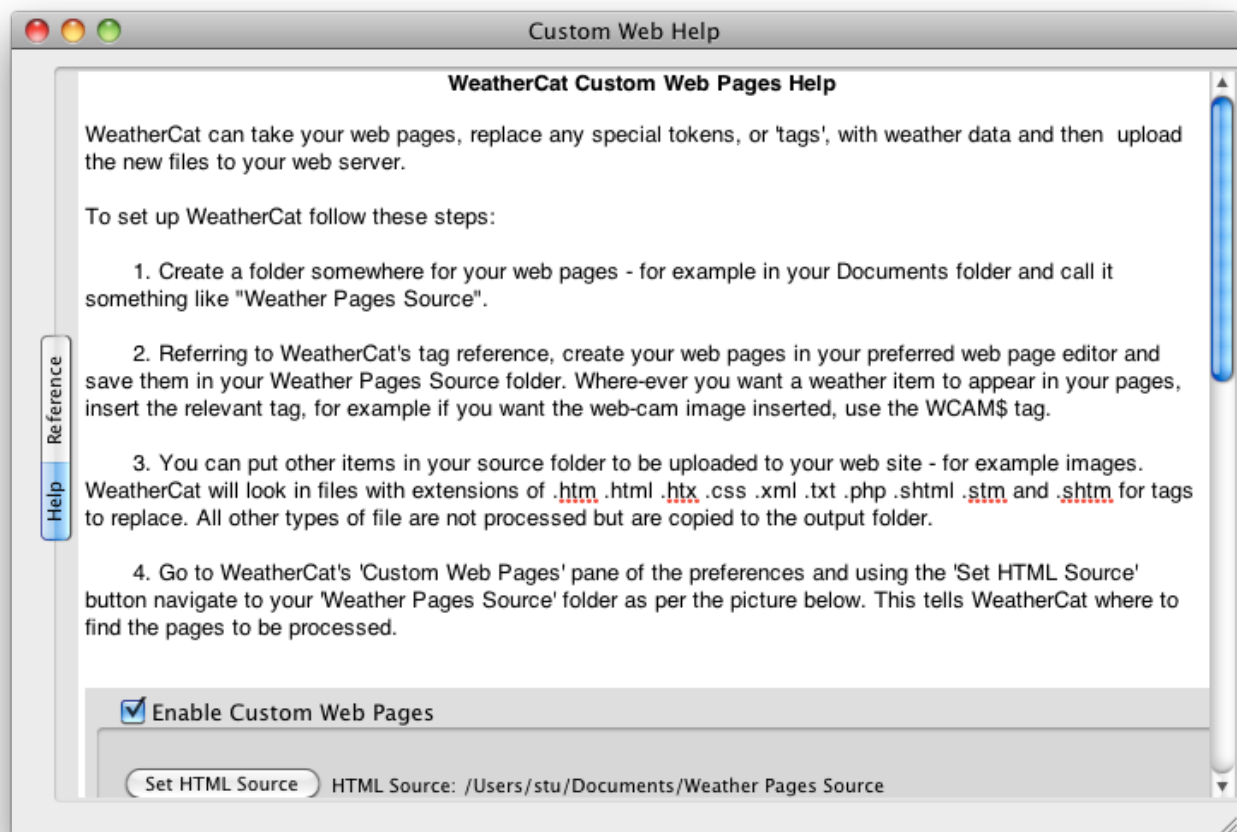 Custom Web Help
WeatherCat Custom Web Pages Help
WeatherCat can take your web pages, replace any special tokens, or 'tags', with weather data and then  upload
the new files to your web server.
To set up WeatherCat follow these steps:
1. Create a folder somewhere for your web pages - for example in your Documents folder and call it
something like "Weather Pages Source".
2. Referring to WeatherCat's tag reference, create your web pages in your preferred web page editor and
save them in your Weather Pages Source folder. Where-ever you want a weather item to appear in your pages,
insert the relevant tag, for example if you want the web-cam image inserted, use the WCAM$ tag.
3. You can put other items in your source folder to be uploaded to your web site - for example images.
WeatherCat will look in files with extensions of .htm .html .htx .css .xml .txt .php .shtml .stm and .shtm for tags
to replace. All other types of file are not processed but are copied to the output folder.
4. Go to WeatherCat's 'Custom Web Pages' pane of the preferences and using the 'Set HTML Source'
button navigate to your 'Weather Pages Source' folder as per the picture below. This tells WeatherCat where to
find the pages to be processed.
Reference
Help
Enable Custom Web Pages
Set HTML Source HTML Source: /Users/stu/Documents/Weather Pages Source